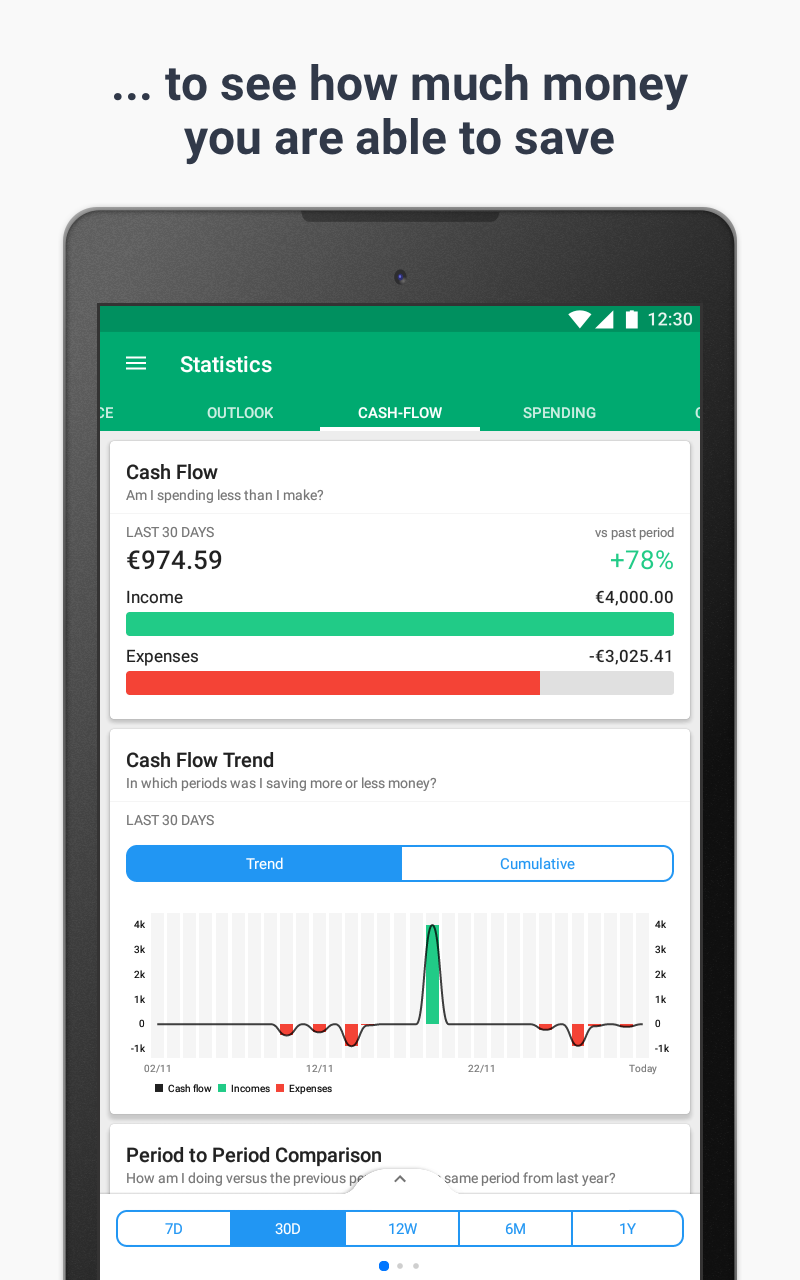 ... to see how much money
you are able to save
12:30
Statistics
CE OUTLOOK CASH-FLOW SPENDING
Cash Flow
Am I spending less than I make?
LAST 30 DAYS vs past period
€974.59 +78%
Income €4,000.00
Expenses -€3,025.41
Cash Flow Trend
In which periods was I saving more or less money?
LAST 30 DAYS
Trend Cumulative
4k 4k
3k 3k
2k 2k
1k 1k
0 0
-1k -1k
02/11 12/11 22/11 Today
Cash flow Incomes Expenses
Period to Period Comparison
How am I doing versus the previous pe same period from last year?
7D 30D 12W 6M 1Y